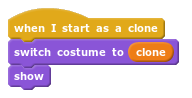 when I start as a clone
switch costume to clone
show